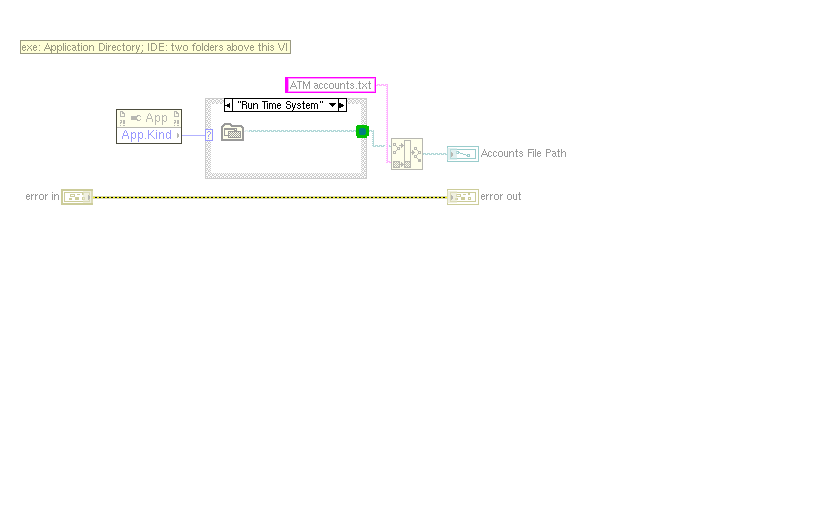 exe: Application Directory; IDE: two folders above this VI
ATM accounts.txt
"Run Time System"
App
App.Kind
?
Accounts File Path
error in
error out